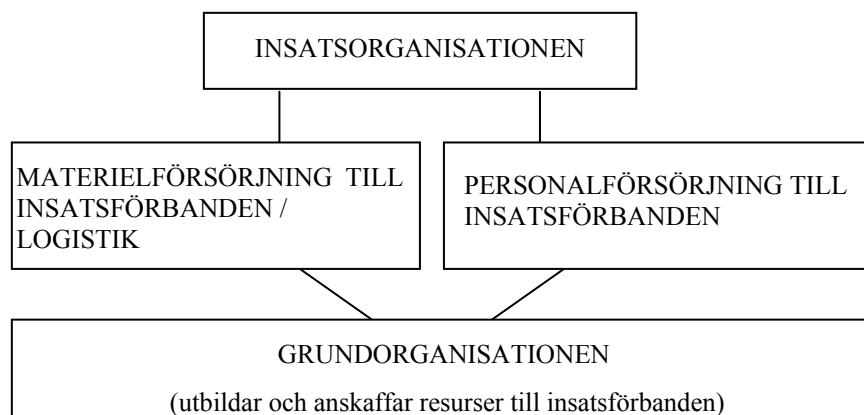 INSATSORGANISATIONEN
MATERIELFÖRSÖRJNING TILL
INSATSFÖRBANDEN /
LOGISTIK
PERSONALFÖRSÖRJNING TILL
INSATSFÖRBANDEN
GRUNDORGANISATIONEN
(utbildar och anskaffar resurser till insatsförbanden)